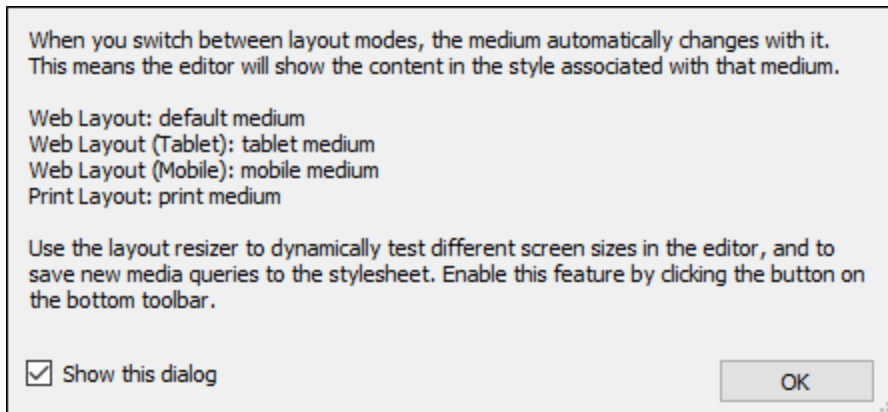 When you switch between layout modes, the medium automatically changes with it.
This means the editor will show the content in the style associated with that medium.
Web Layout: default medium
Web Layout (Tablet): tablet medium
Web Layout (Mobile): mobile medium
Print Layout: print medium
Use the layout resizer to dynamically test different screen sizes in the editor, and to
save new media queries to the stylesheet. Enable this feature by clicking the button on
the bottom toolbar.
Show this dialog
OK